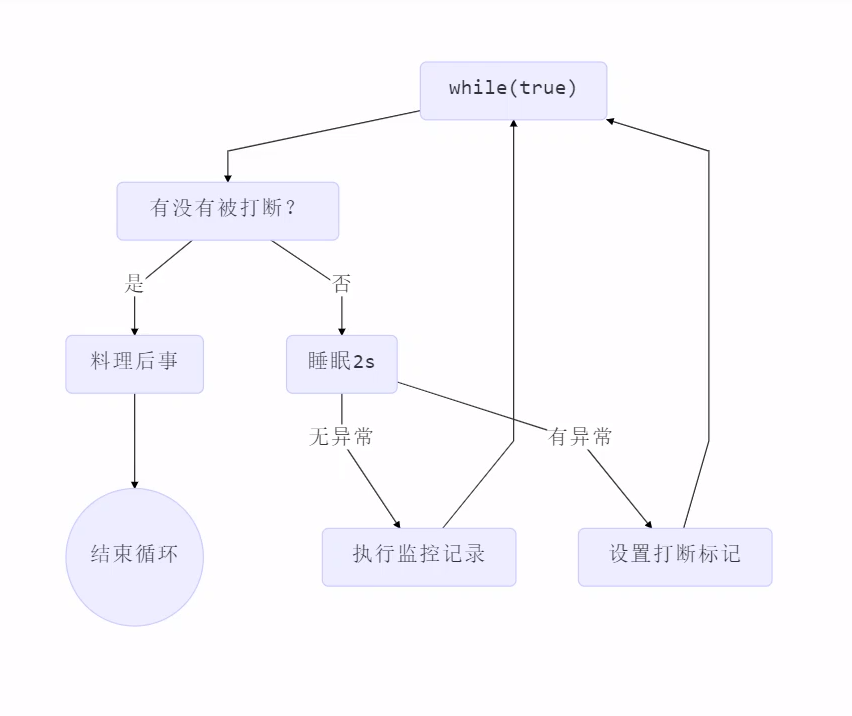 while(true)
有没有被打断？
是
否
料理后事
睡眠2s
无异常
有异常
结束循环
执行监控记录
设置打断标记